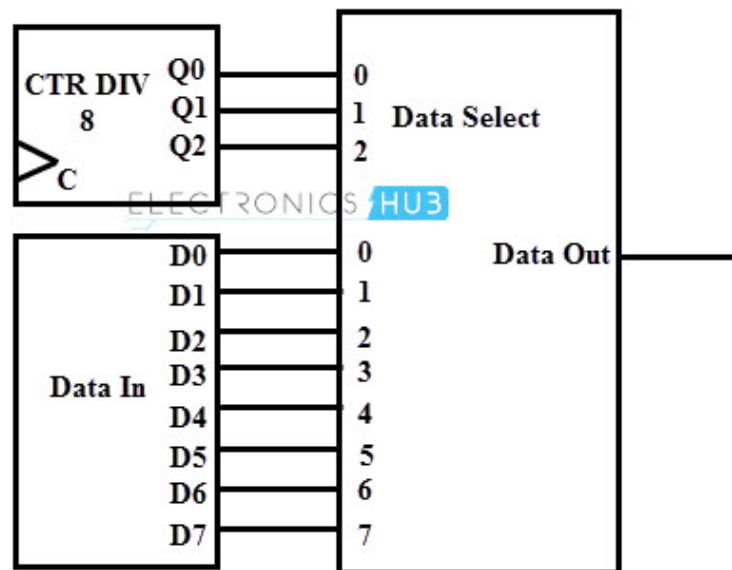 CTR DIV
8
C
Q0
Q1
Q2
0
1
2
Data Select
ELECTRONICS HUB
Data In
D0
D1
D2
D3
D4
D5
D6
D7
0
1
2
3
4
5
6
7
Data Out